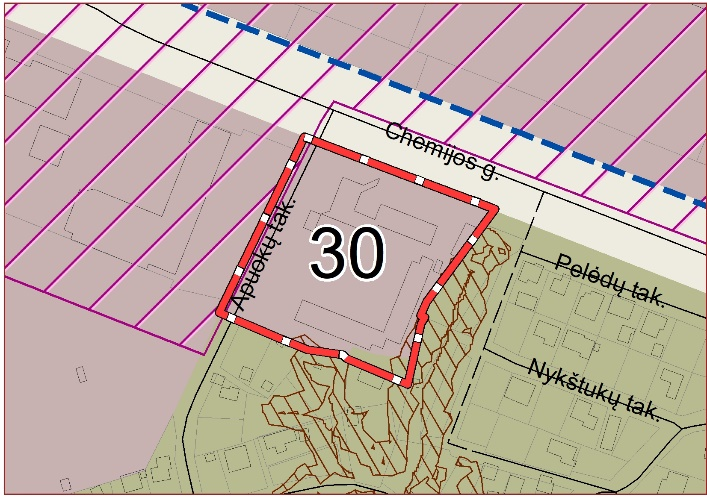 Chemijos g.
Apuokų tak.
30
Pelėdų tak.
Nykštukų tak.